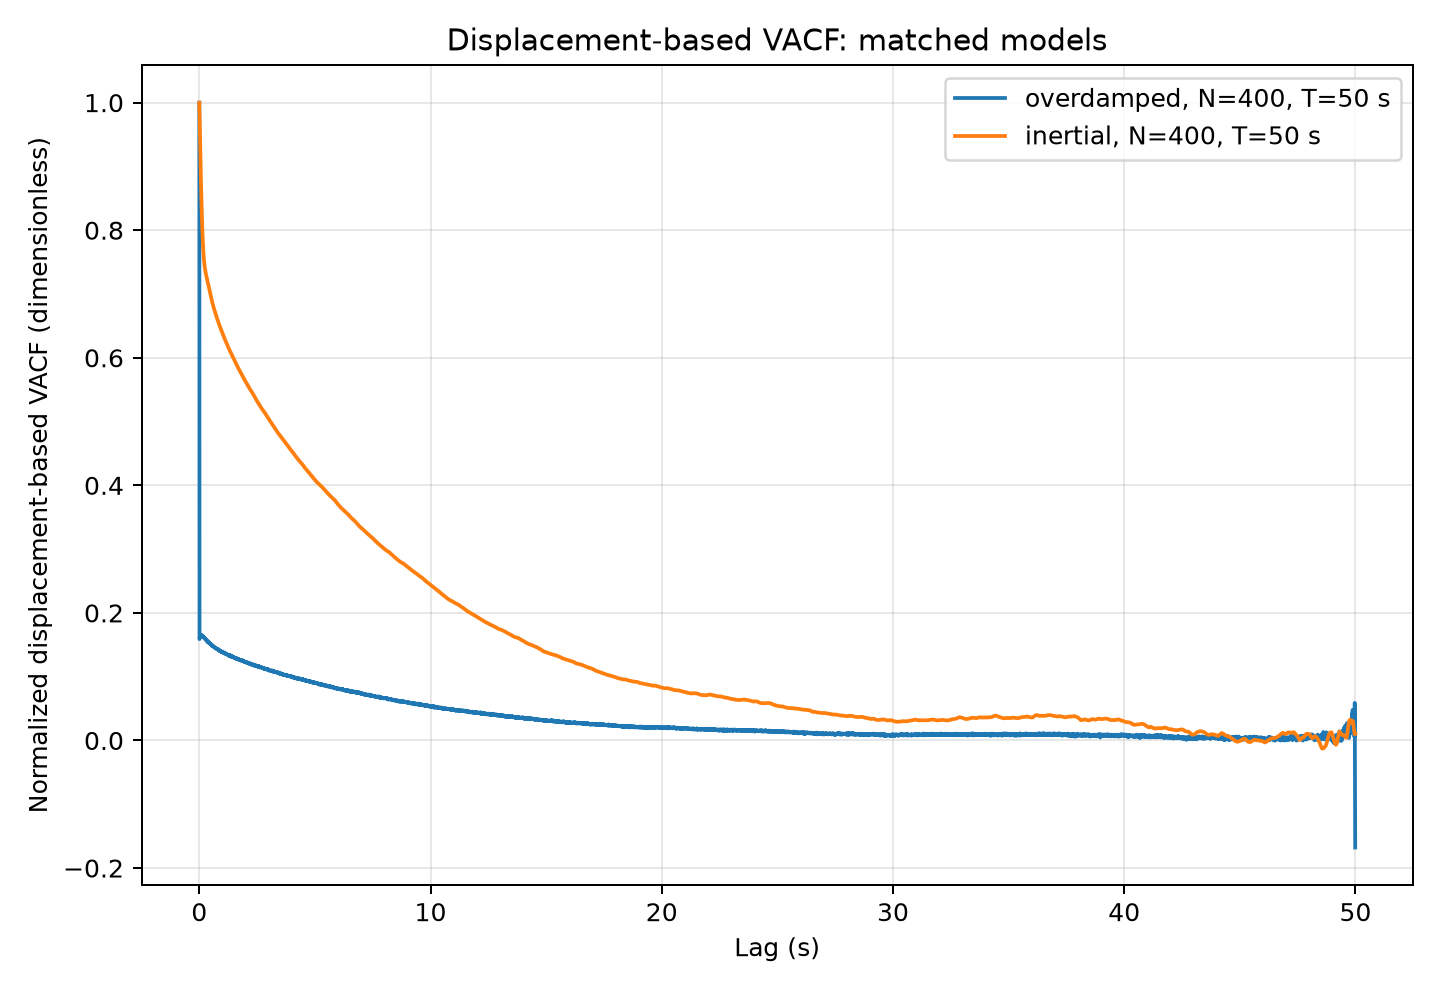 Displacement-based VACF: matched models
overdamped, N=400, T=50 s
inertial, N=400, T=50 s
Normalized displacement-based VACF (dimensionless)
1.0
0.8
0.6
0.4
0.2
0.0
−0.2
0 10 20 30 40 50
Lag (s)